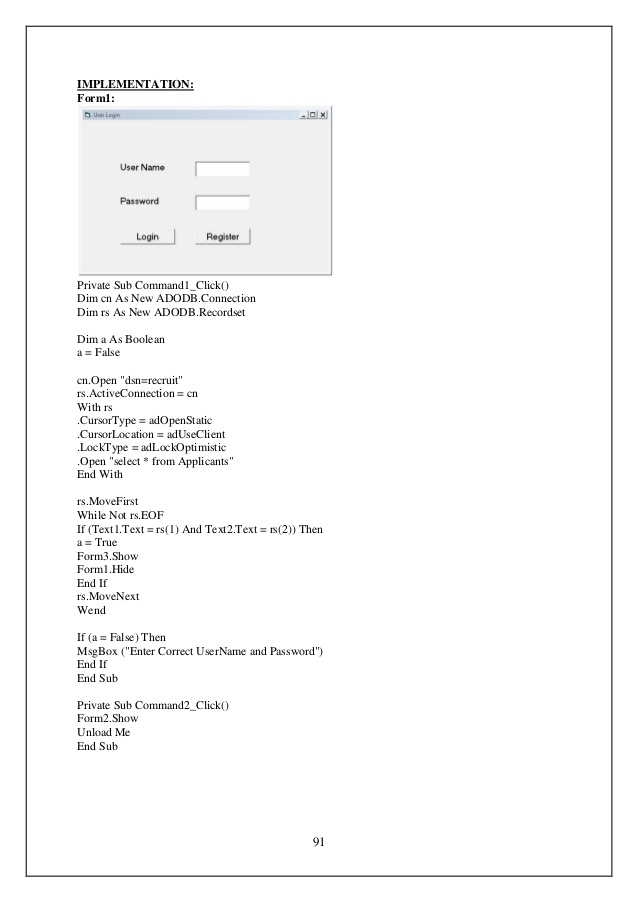 IMPLEMENTATION:
Form1:
User Login
User Name
Password
Login Register
Private Sub Command1_Click()
Dim cn As New ADODB.Connection
Dim rs As New ADODB.Recordset
Dim a As Boolean
a = False
cn.Open "dsn=recruit"
rs.ActiveConnection = cn
With rs
.CursorType = adOpenStatic
.CursorLocation = adUseClient
.LockType = adLockOptimistic
.Open "select * from Applicants"
End With
rs.MoveFirst
While Not rs.EOF
If (Text1.Text = rs(1) And Text2.Text = rs(2)) Then
a = True
Form3.Show
Form1.Hide
End If
rs.MoveNext
Wend
If (a = False) Then
MsgBox ("Enter Correct UserName and Password")
End If
End Sub
Private Sub Command2_Click()
Form2.Show
Unload Me
End Sub
91